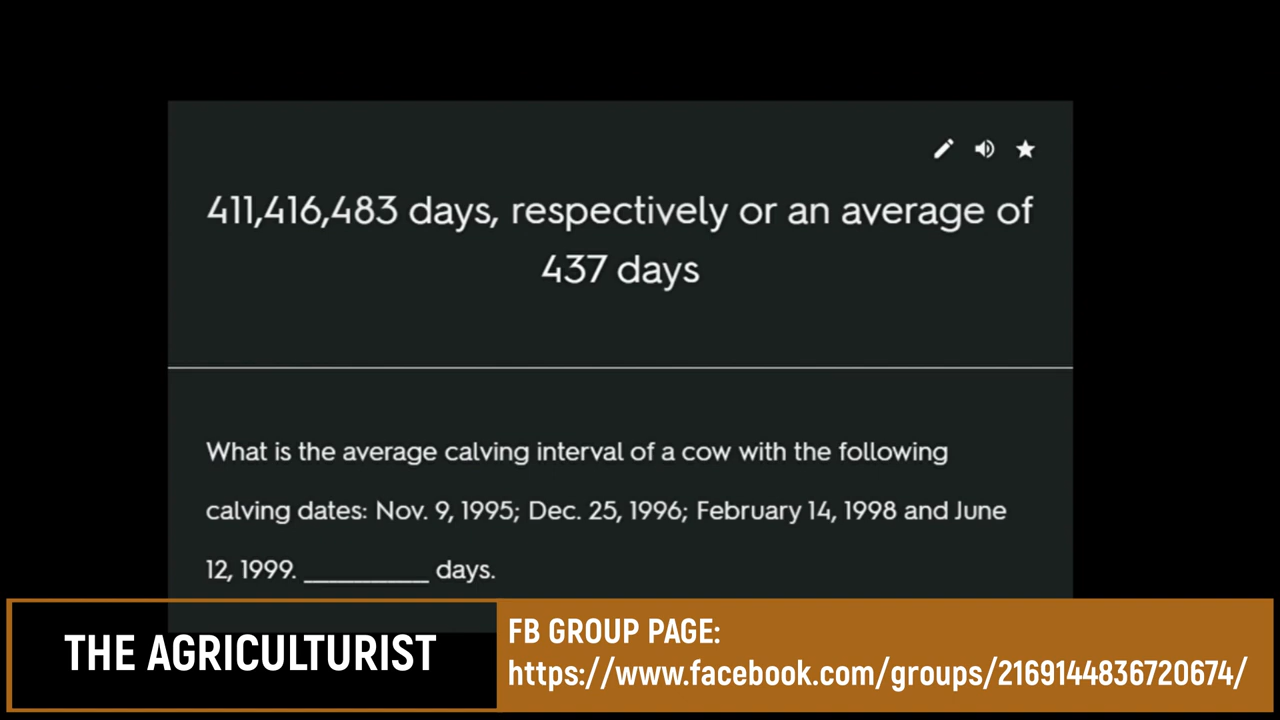 411,416,483 days, respectively or an average of
437 days
What is the average calving interval of a cow with the following
calving dates: Nov. 9, 1995; Dec. 25, 1996; February 14, 1998 and June
12, 1999. __________ days.
THE AGRICULTURIST
FB GROUP PAGE:
https://www.facebook.com/groups/2169144836720674/